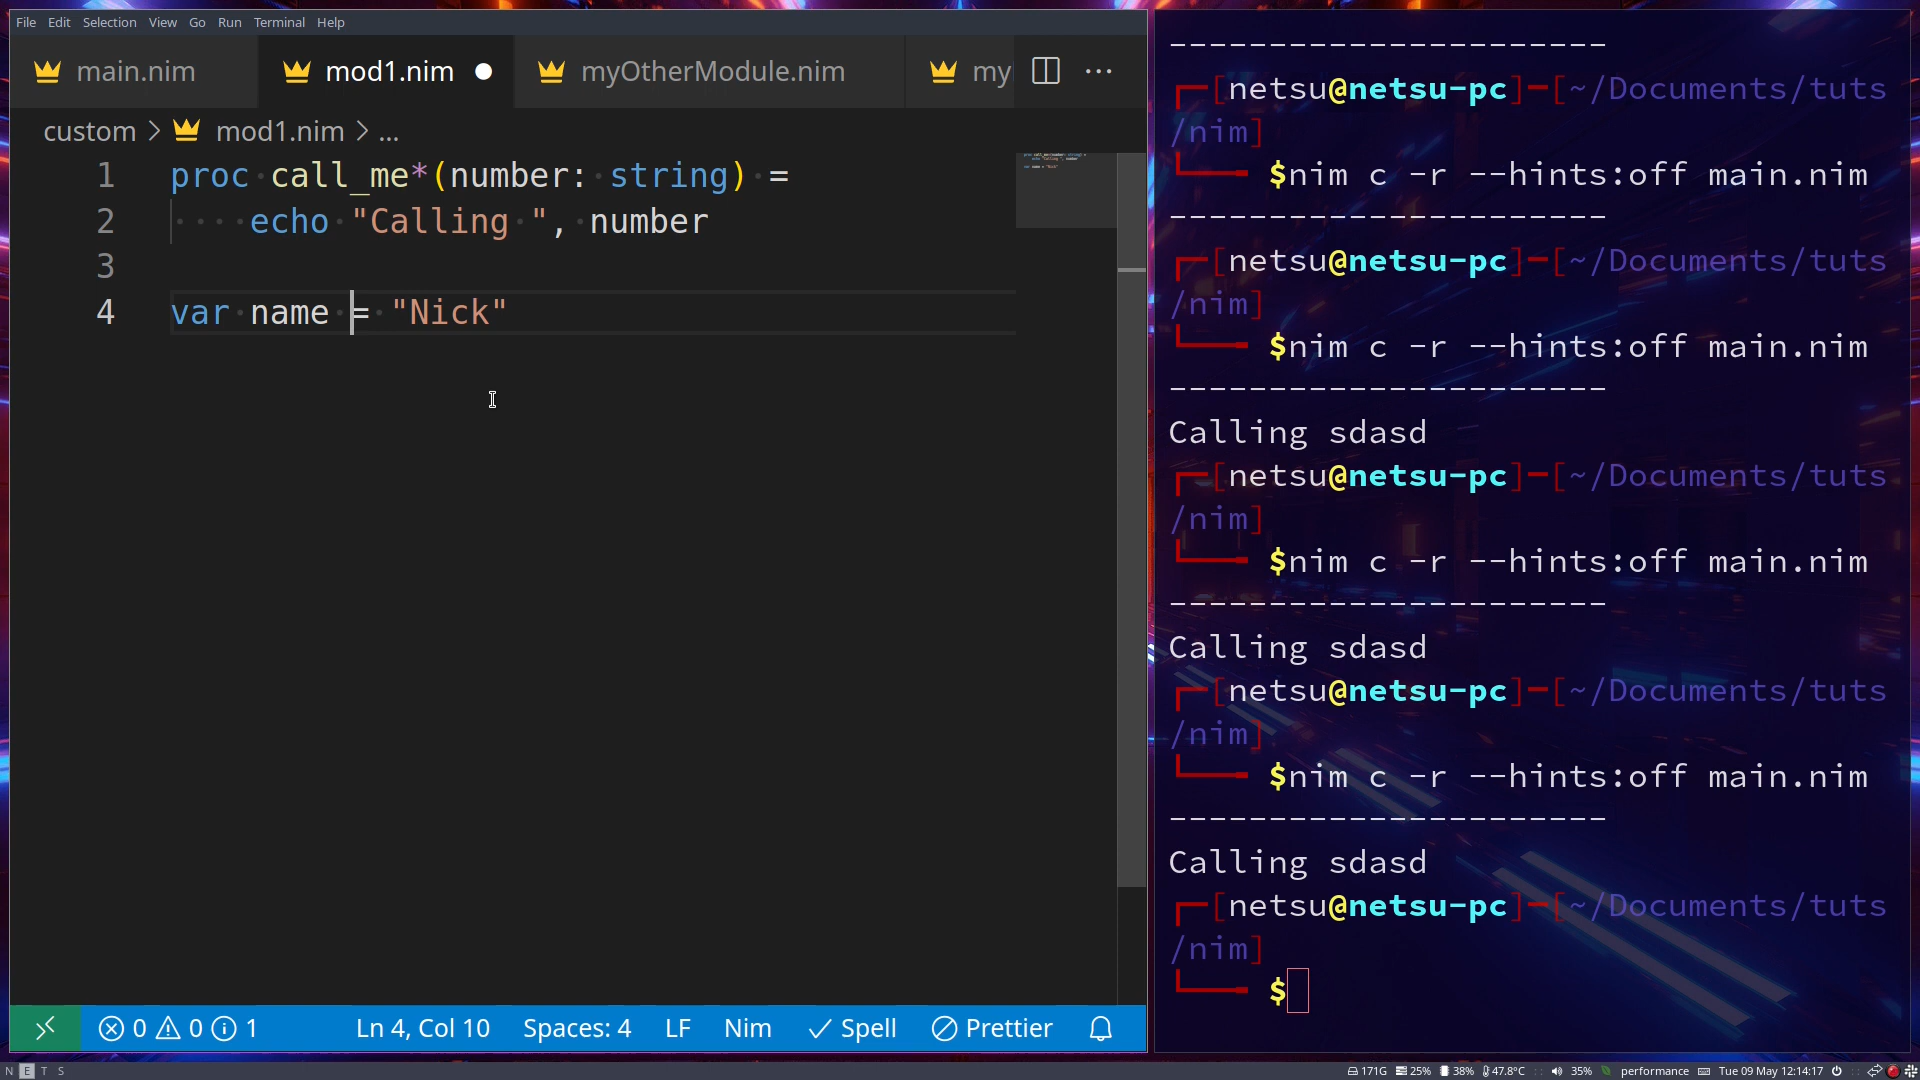 File Edit Selection View Go Run Terminal Help
main.nim mod1.nim myOtherModule.nim my
custom > mod1.nim > ...
1 proc call_me*(number: string) =
2 echo "Calling ", number
3
4 var name = "Nick"
0 0 1 Ln 4, Col 10 Spaces: 4 LF Nim Spell Prettier
----------------------
[netsu@netsu-pc]-[~/Documents/tuts
/nim]
$nim c -r --hints:off main.nim
----------------------
[netsu@netsu-pc]-[~/Documents/tuts
/nim]
$nim c -r --hints:off main.nim
----------------------
Calling sdasd
[netsu@netsu-pc]-[~/Documents/tuts
/nim]
$nim c -r --hints:off main.nim
----------------------
Calling sdasd
[netsu@netsu-pc]-[~/Documents/tuts
/nim]
$nim c -r --hints:off main.nim
----------------------
Calling sdasd
[netsu@netsu-pc]-[~/Documents/tuts
/nim]
$
N E T S 171G 25% 38% 47.8°C 35% performance Tue 09 May 12:14:17